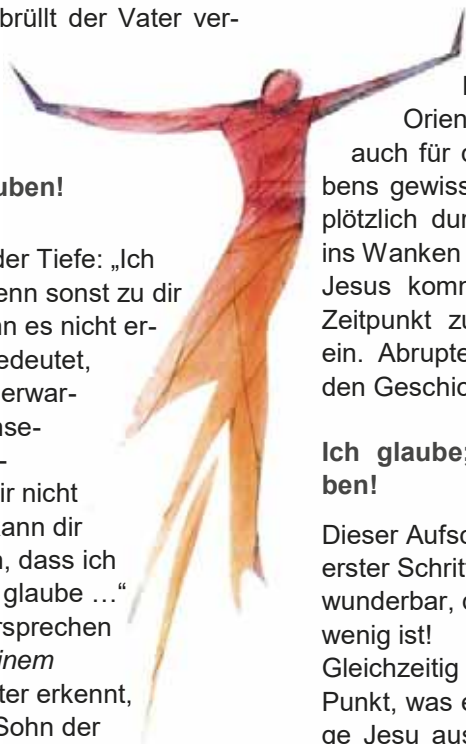 brüllt der Vater ver-
uben!
der Tiefe: „Ich
enn sonst zu dir
nn es nicht er-
edeutet,
erwar-
nse-
-
ir nicht
ann dir
, dass ich
glaube …“
rsprechen
inem
ter erkennt,
Sohn der
Orien
auch für
bens gewiss
plötzlich dur
ins Wanken
Jesus komm
Zeitpunkt zu
ein. Abrupte
den Geschic
Ich glaube;
ben!
Dieser Aufsc
erster Schrit
wunderbar,
wenig ist!
Gleichzeitig
Punkt, was e
ge Jesu aus